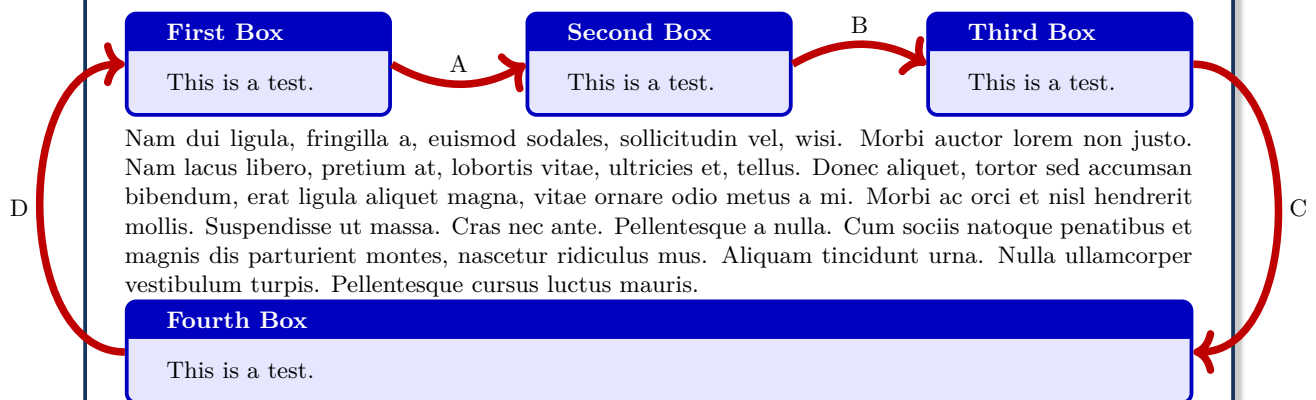 First Box
A
Second Box
B
Third Box
This is a test.
This is a test.
This is a test.
Nam dui ligula, fringilla a, euismod sodales, sollicitudin vel, wisi. Morbi auctor lorem non justo.
Nam lacus libero, pretium at, lobortis vitae, ultricies et, tellus. Donec aliquet, tortor sed accumsan
bibendum, erat ligula aliquet magna, vitae ornare odio metus a mi. Morbi ac orci et nisl hendrerit
D
C
mollis. Suspendisse ut massa. Cras nec ante. Pellentesque a nulla. Cum sociis natoque penatibus et
magnis dis parturient montes, nascetur ridiculus mus. Aliquam tincidunt urna. Nulla ullamcorper
vestibulum turpis. Pellentesque cursus luctus mauris.
Fourth Box
This is a test.